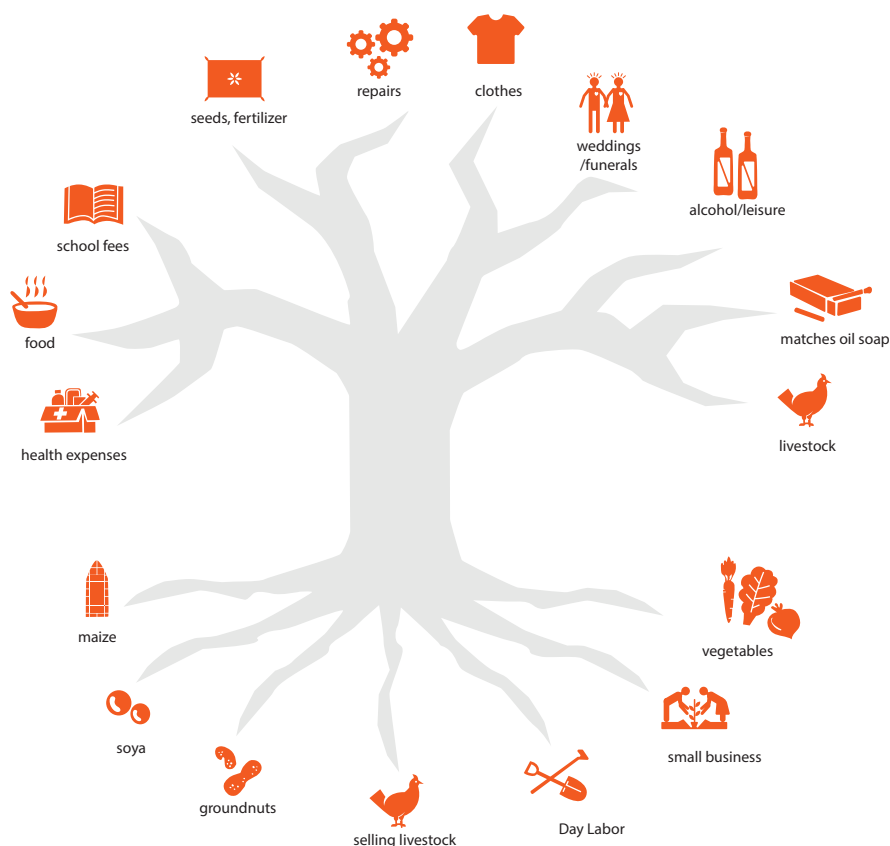 repairs
clothes
seeds, fertilizer
weddings
/funerals
alcohol/leisure
school fees
food
matches oil soap
health expenses
livestock
maize
vegetables
soya
small business
groundnuts
selling livestock
Day Labor